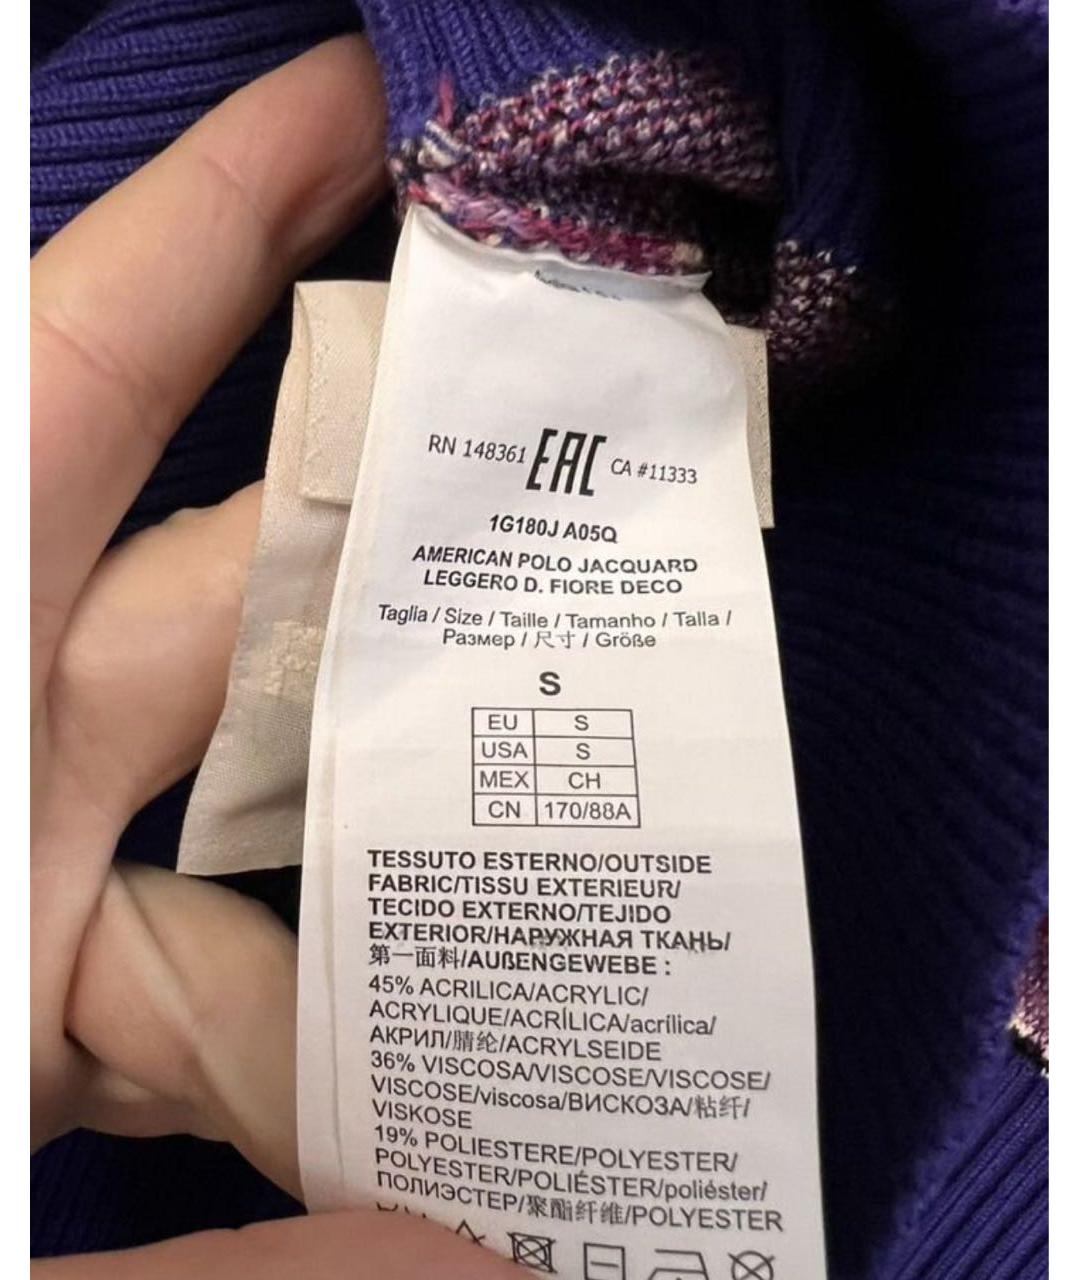 RN 148361 EAC CA #11333
1G180J A05Q
AMERICAN POLO JACQUARD
LEGGERO D. FIORE DECO
Taglia / Size / Taille / Tamanho / Talla /
Размер / 尺寸 / Größe
S
EU S
USA S
MEX CH
CN 170/88A
TESSUTO ESTERNO/OUTSIDE
FABRIC/TISSU EXTERIEUR/
TECIDO EXTERNO/TEJIDO
EXTERIOR/НАРУЖНАЯ ТКАНЬ/
第一面料/AUßENGEWEBE :
45% ACRILICA/ACRYLIC/
ACRYLIQUE/ACRÍLICA/acrílica/
АКРИЛ/腈纶/ACRYLSEIDE
36% VISCOSA/VISCOSE/VISCOSE/
VISCOSE/viscosa/ВИСКОЗА/粘纤/
VISKOSE
19% POLIESTERE/POLYESTER/
POLYESTER/POLIÉSTER/poliéster/
ПОЛИЭСТЕР/聚酯纤维/POLYESTER